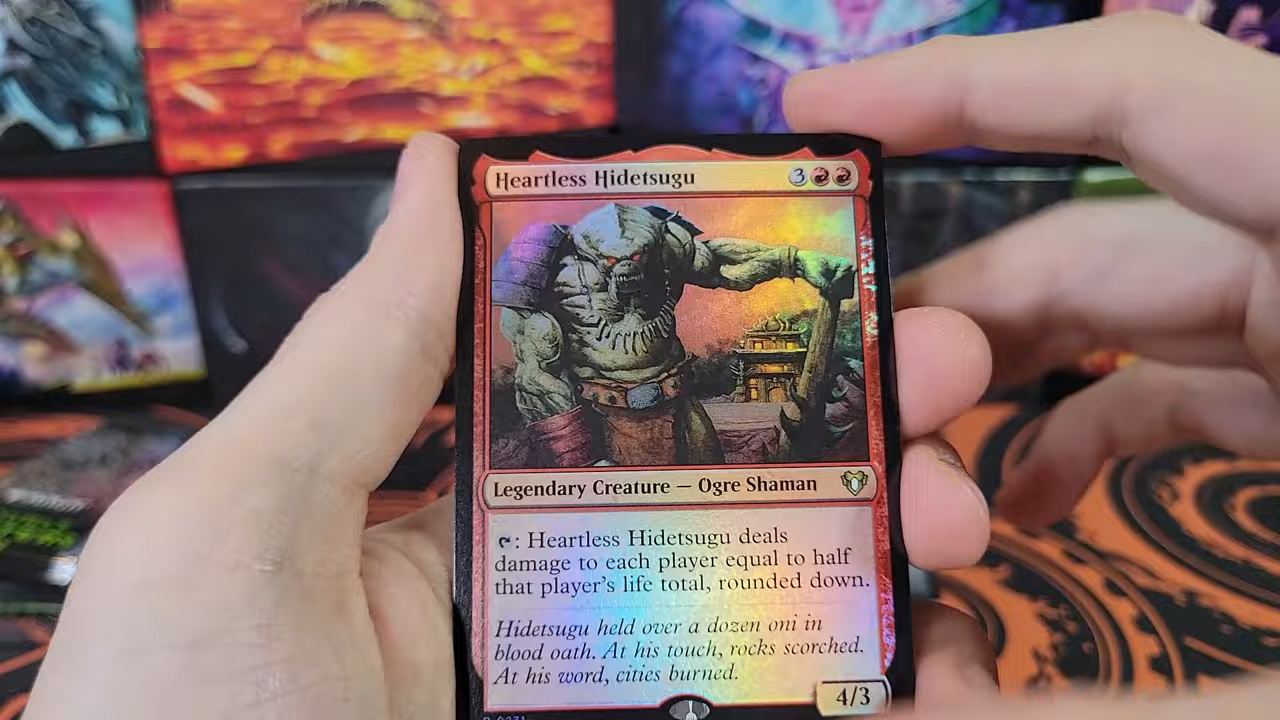 Heartless Hidetsugu 3
Legendary Creature — Ogre Shaman
: Heartless Hidetsugu deals
damage to each player equal to half
that player's life total, rounded down.
Hidetsugu held over a dozen oni in
blood oath. At his touch, rocks scorched.
At his word, cities burned.
4/3